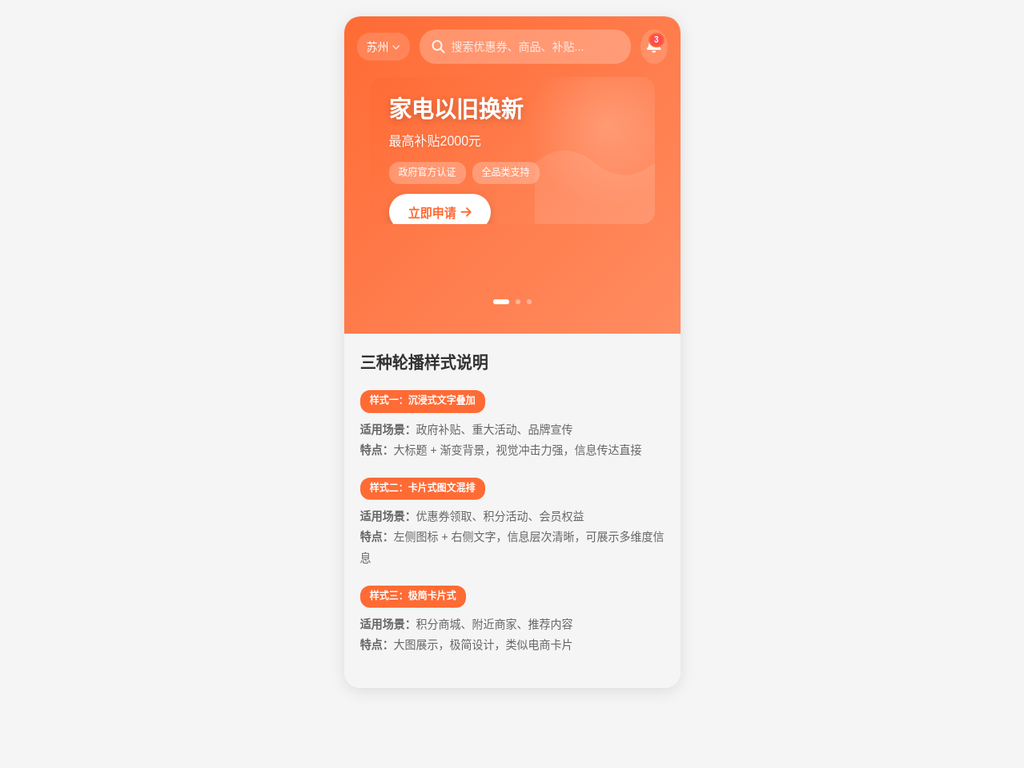 苏州
搜索优惠券、商品、补贴...
3
家电以旧换新
最高补贴2000元
政府官方认证
全品类支持
立即申请
三种轮播样式说明
样式一：沉浸式文字叠加
适用场景：政府补贴、重大活动、品牌宣传
特点：大标题 + 渐变背景，视觉冲击力强，信息传达直接
样式二：卡片式图文混排
适用场景：优惠券领取、积分活动、会员权益
特点：左侧图标 + 右侧文字，信息层次清晰，可展示多维度信
息
样式三：极简卡片式
适用场景：积分商城、附近商家、推荐内容
特点：大图展示，极简设计，类似电商卡片